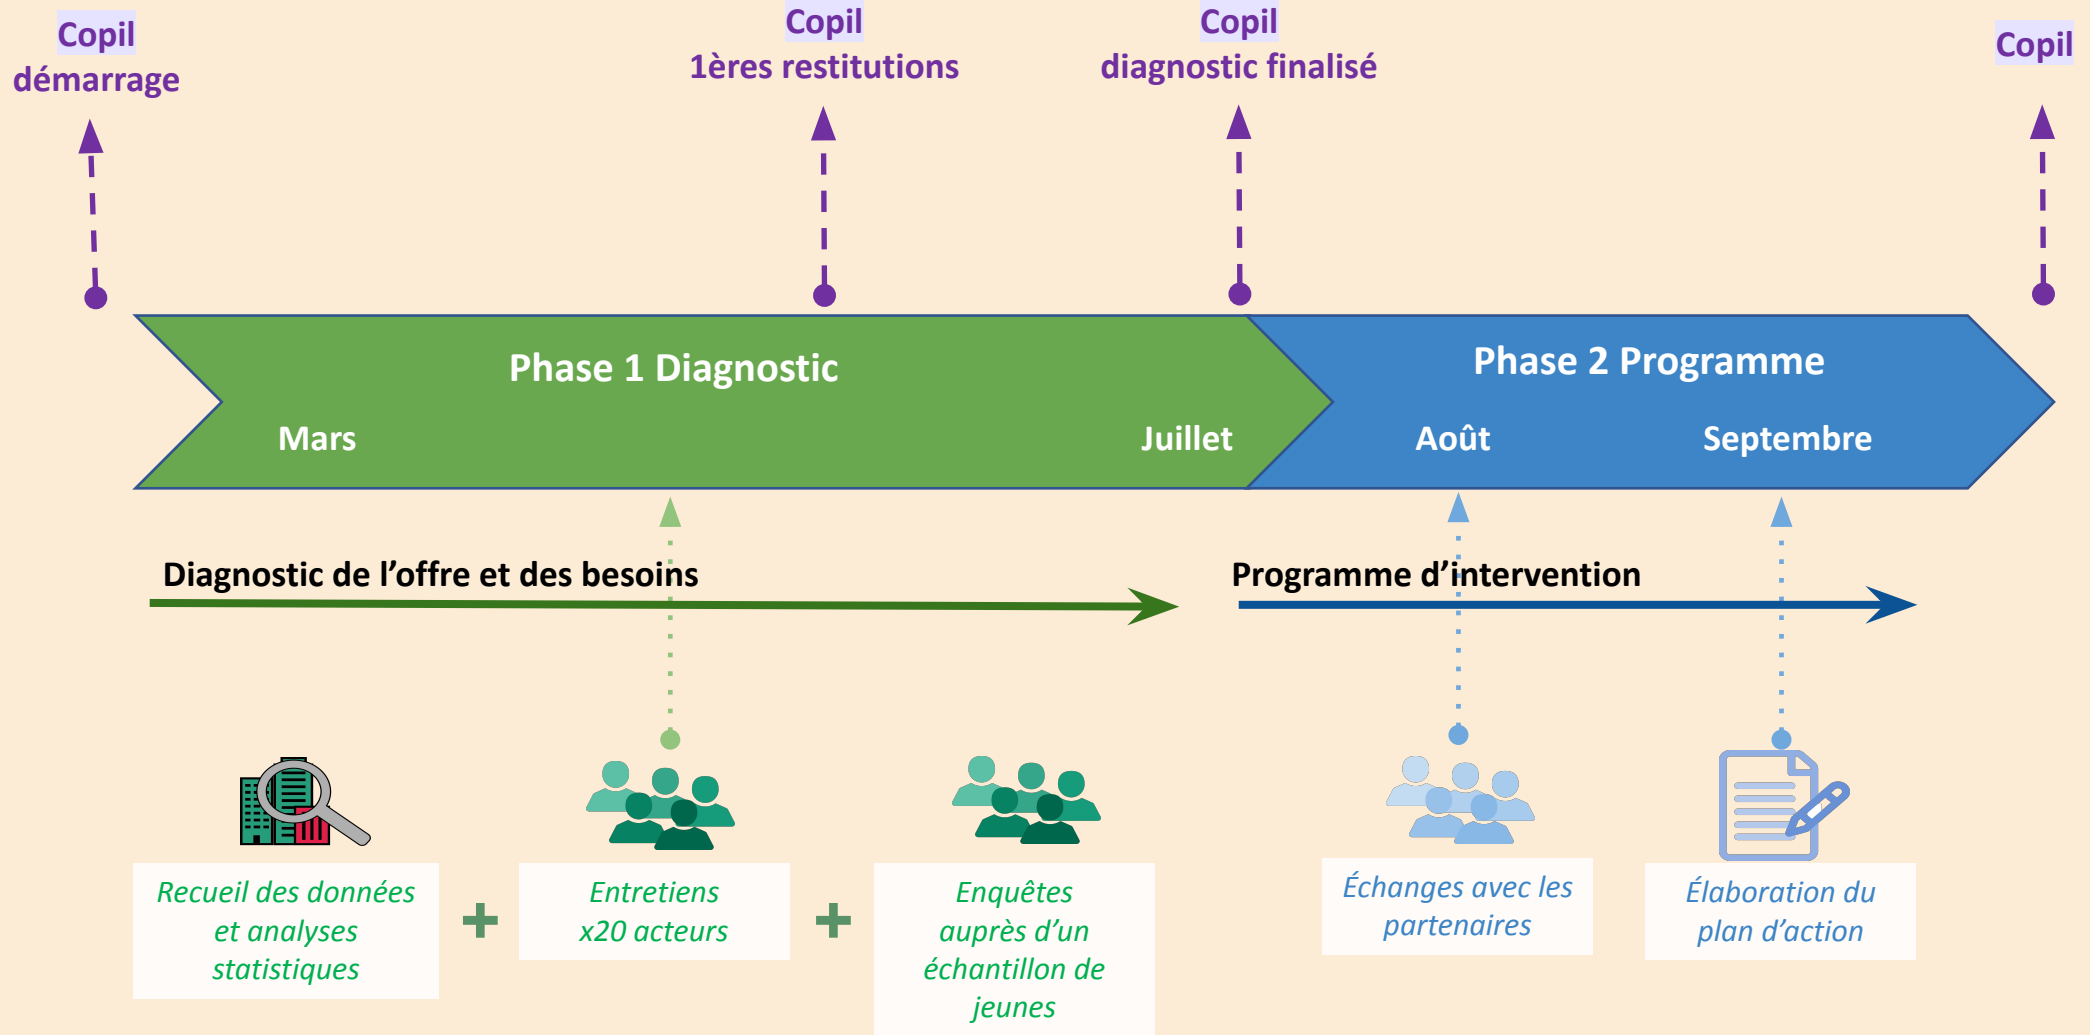 Copil
démarrage
Copil
1ères restitutions
Copil
diagnostic finalisé
Copil
Phase 1 Diagnostic
Mars
Juillet
Phase 2 Programme
Août
Septembre
Diagnostic de l’offre et des besoins
Programme d’intervention
Recueil des données
et analyses
statistiques
+
Entretiens
x20 acteurs
+
Enquêtes
auprès d’un
échantillon de
jeunes
Échanges avec les
partenaires
Élaboration du
plan d’action